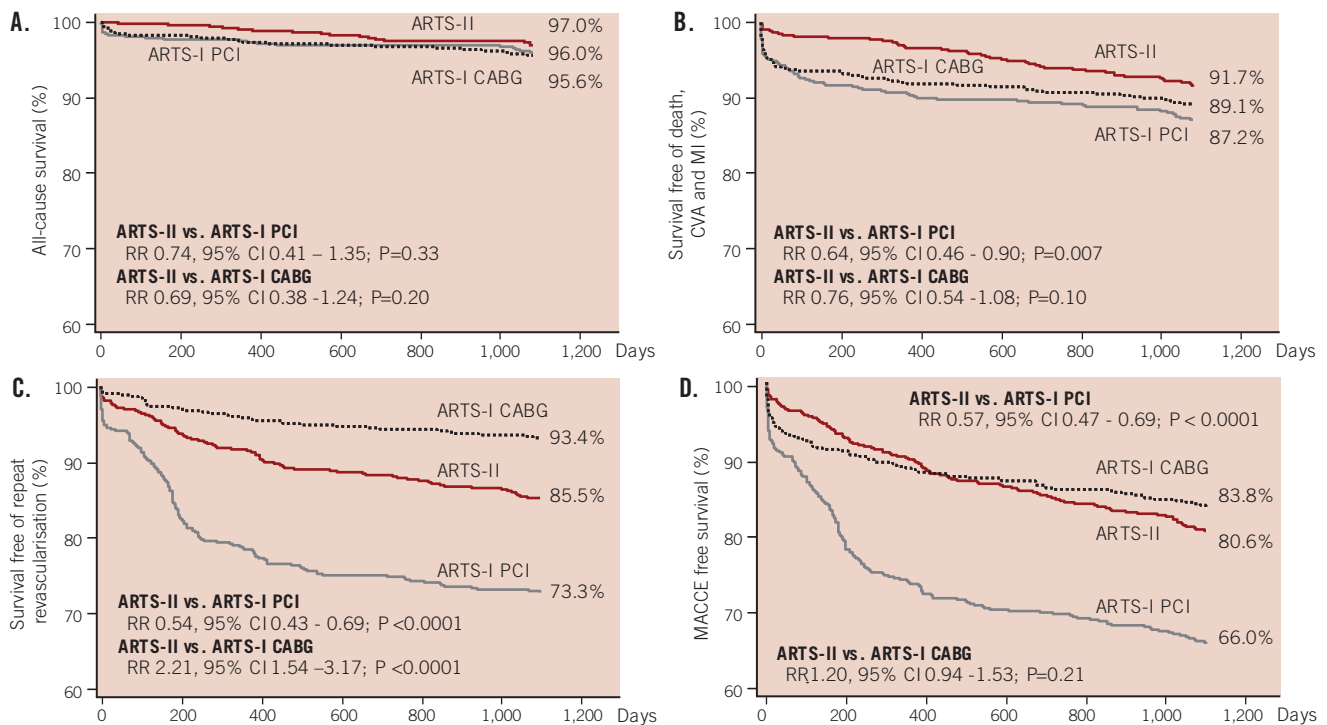 A.
All-cause survival (%)
100
90
80
70
60
ARTS-II
97.0%
ARTS-I PCI
96.0%
ARTS-I CABG
95.6%
ARTS-II vs. ARTS-I PCI
RR 0.74, 95% CI 0.41 – 1.35; P=0.33
ARTS-II vs. ARTS-I CABG
RR 0.69, 95% CI 0.38 -1.24; P=0.20
0 200 400 600 800 1,000 1,200 Days
B.
Survival free of death,
CVA and MI (%)
100
90
80
70
60
ARTS-II
91.7%
ARTS-I CABG
89.1%
ARTS-I PCI
87.2%
ARTS-II vs. ARTS-I PCI
RR 0.64, 95% CI 0.46 - 0.90; P=0.007
ARTS-II vs. ARTS-I CABG
RR 0.76, 95% CI 0.54 -1.08; P=0.10
0 200 400 600 800 1,000 1,200 Days
C.
Survival free of repeat
revascularisation (%)
100
90
80
70
60
ARTS-I CABG
93.4%
ARTS-II
85.5%
ARTS-I PCI
73.3%
ARTS-II vs. ARTS-I PCI
RR 0.54, 95% CI 0.43 - 0.69; P <0.0001
ARTS-II vs. ARTS-I CABG
RR 2.21, 95% CI 1.54 –3.17; P <0.0001
0 200 400 600 800 1,000 1,200 Days
D.
MACCE free survival (%)
100
90
80
70
60
ARTS-II vs. ARTS-I PCI
RR 0.57, 95% CI 0.47 - 0.69; P < 0.0001
ARTS-I CABG
83.8%
ARTS-II
80.6%
ARTS-I PCI
66.0%
ARTS-II vs. ARTS-I CABG
RR1.20, 95% CI 0.94 -1.53; P=0.21
0 200 400 600 800 1,000 1,200 Days